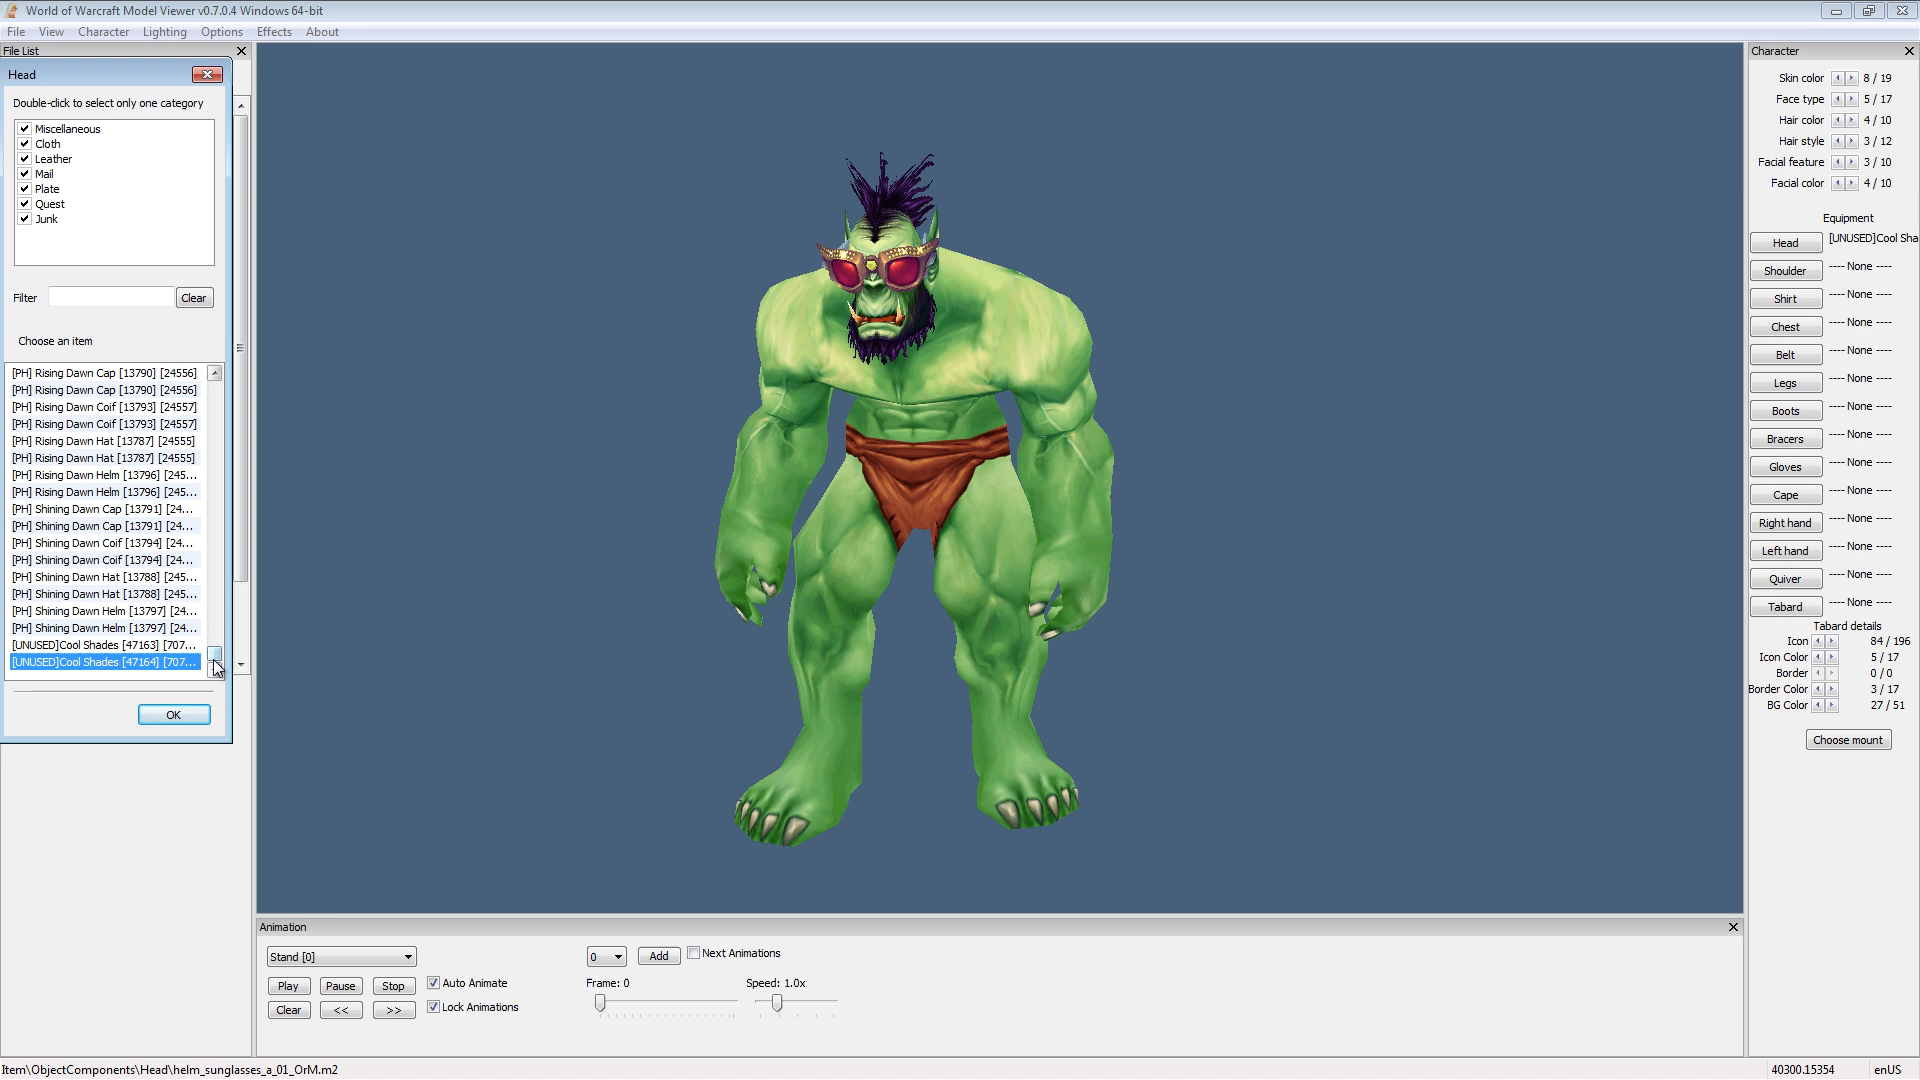 World of Warcraft Model Viewer v0.7.0.4 Windows 64-bit
File View Character Lighting Options Effects About
File List
Head
Double-click to select only one category
Miscellaneous
Cloth
Leather
Mail
Plate
Quest
Junk
Filter
Clear
Choose an item
[PH] Rising Dawn Cap [13790] [24556]
[PH] Rising Dawn Cap [13790] [24556]
[PH] Rising Dawn Coif [13793] [24557]
[PH] Rising Dawn Coif [13793] [24557]
[PH] Rising Dawn Hat [13787] [24555]
[PH] Rising Dawn Hat [13787] [24555]
[PH] Rising Dawn Helm [13796] [245...
[PH] Rising Dawn Helm [13796] [245...
[PH] Shining Dawn Cap [13791] [24...
[PH] Shining Dawn Cap [13791] [24...
[PH] Shining Dawn Coif [13794] [24...
[PH] Shining Dawn Coif [13794] [24...
[PH] Shining Dawn Hat [13788] [245...
[PH] Shining Dawn Hat [13788] [245...
[PH] Shining Dawn Helm [13797] [24...
[PH] Shining Dawn Helm [13797] [24...
[UNUSED]Cool Shades [47163] [707...
[UNUSED]Cool Shades [47164] [707...
OK
Character
Skin color 8 / 19
Face type 5 / 17
Hair color 4 / 10
Hair style 3 / 12
Facial feature 3 / 10
Facial color 4 / 10
Equipment
Head [UNUSED]Cool Sha
Shoulder ---- None ----
Shirt ---- None ----
Chest ---- None ----
Belt ---- None ----
Legs ---- None ----
Boots ---- None ----
Bracers ---- None ----
Gloves ---- None ----
Cape ---- None ----
Right hand ---- None ----
Left hand ---- None ----
Quiver ---- None ----
Tabard ---- None ----
Tabard details
Icon 84 / 196
Icon Color 5 / 17
Border 0 / 0
Border Color 3 / 17
BG Color 27 / 51
Choose mount
Animation
Stand [0] 0 Add Next Animations
Play Pause Stop Auto Animate Frame: 0 Speed: 1.0x
Clear << >> Lock Animations
Item\ObjectComponents\Head\helm_sunglasses_a_01_OrM.m2 40300.15354 enUS